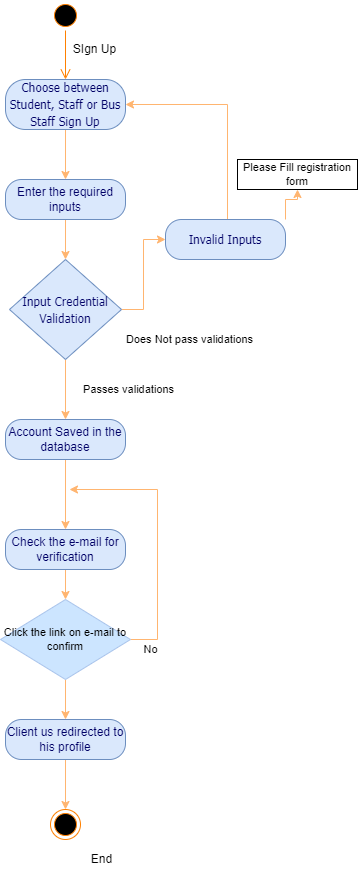 SIgn Up
Choose between
Student, Staff or Bus
Staff Sign Up
Please Fill registration
form
Enter the required
inputs
Invalid Inputs
Input Credential
Validation
Does Not pass validations
Passes validations
Account Saved in the
database
Check the e-mail for
verification
Click the link on e-mail to
confirm
No
Client us redirected to
his profile
End